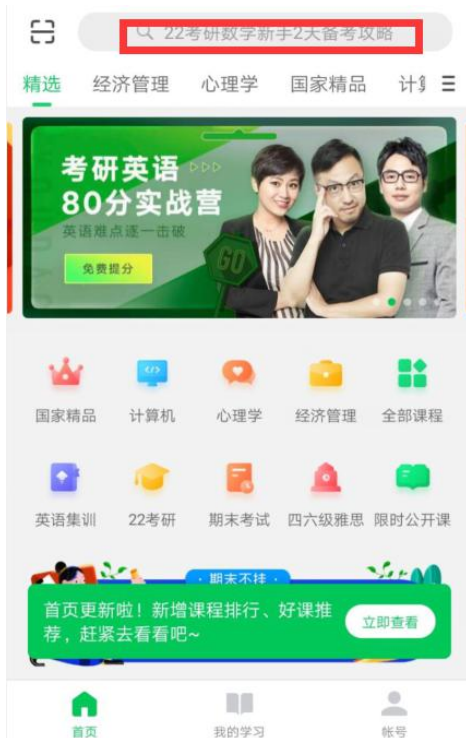 22考研数学新手2天备考攻略
精选 经济管理 心理学 国家精品 计算
考研英语
80分实战营
英语难点逐一击破
免费提分
GO
国家精品 计算机 心理学 经济管理 全部课程
英语集训 22考研 期末考试 四六级雅思 限时公开课
·期末不挂·
首页更新啦！新增课程排行、好课推
荐，赶紧去看看吧~
立即查看
首页 我的学习 帐号